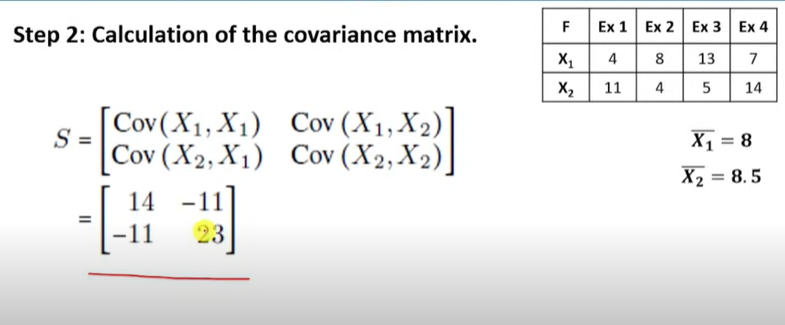 Step 2: Calculation of the covariance matrix.
F Ex 1 Ex 2 Ex 3 Ex 4
X₁ 4 8 13 7
X₂ 11 4 5 14
S = [Cov(X₁, X₁) Cov (X₁, X₂)]
[Cov (X₂, X₁) Cov (X₂, X₂)]
= [14 −11]
[−11 23]
X̅₁ = 8
X̅₂ = 8.5